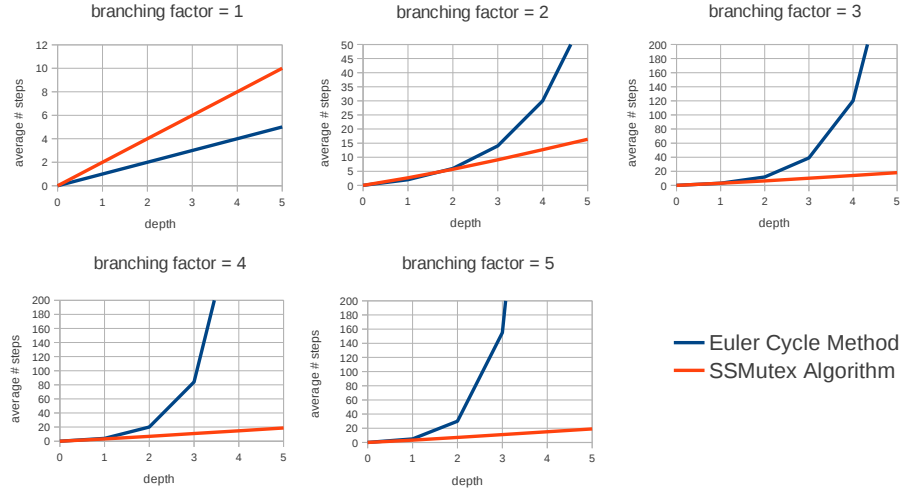 branching factor = 1
branching factor = 2
branching factor = 3
average # steps
12
10
8
6
4
2
0
0 1 2 3 4 5
depth
average # steps
50
45
40
35
30
25
20
15
10
5
0
0 1 2 3 4 5
depth
average # steps
200
180
160
140
120
100
80
60
40
20
0
0 1 2 3 4 5
depth
branching factor = 4
branching factor = 5
average # steps
200
180
160
140
120
100
80
60
40
20
0
0 1 2 3 4 5
depth
average # steps
200
180
160
140
120
100
80
60
40
20
0
0 1 2 3 4 5
depth
Euler Cycle Method
SSMutex Algorithm